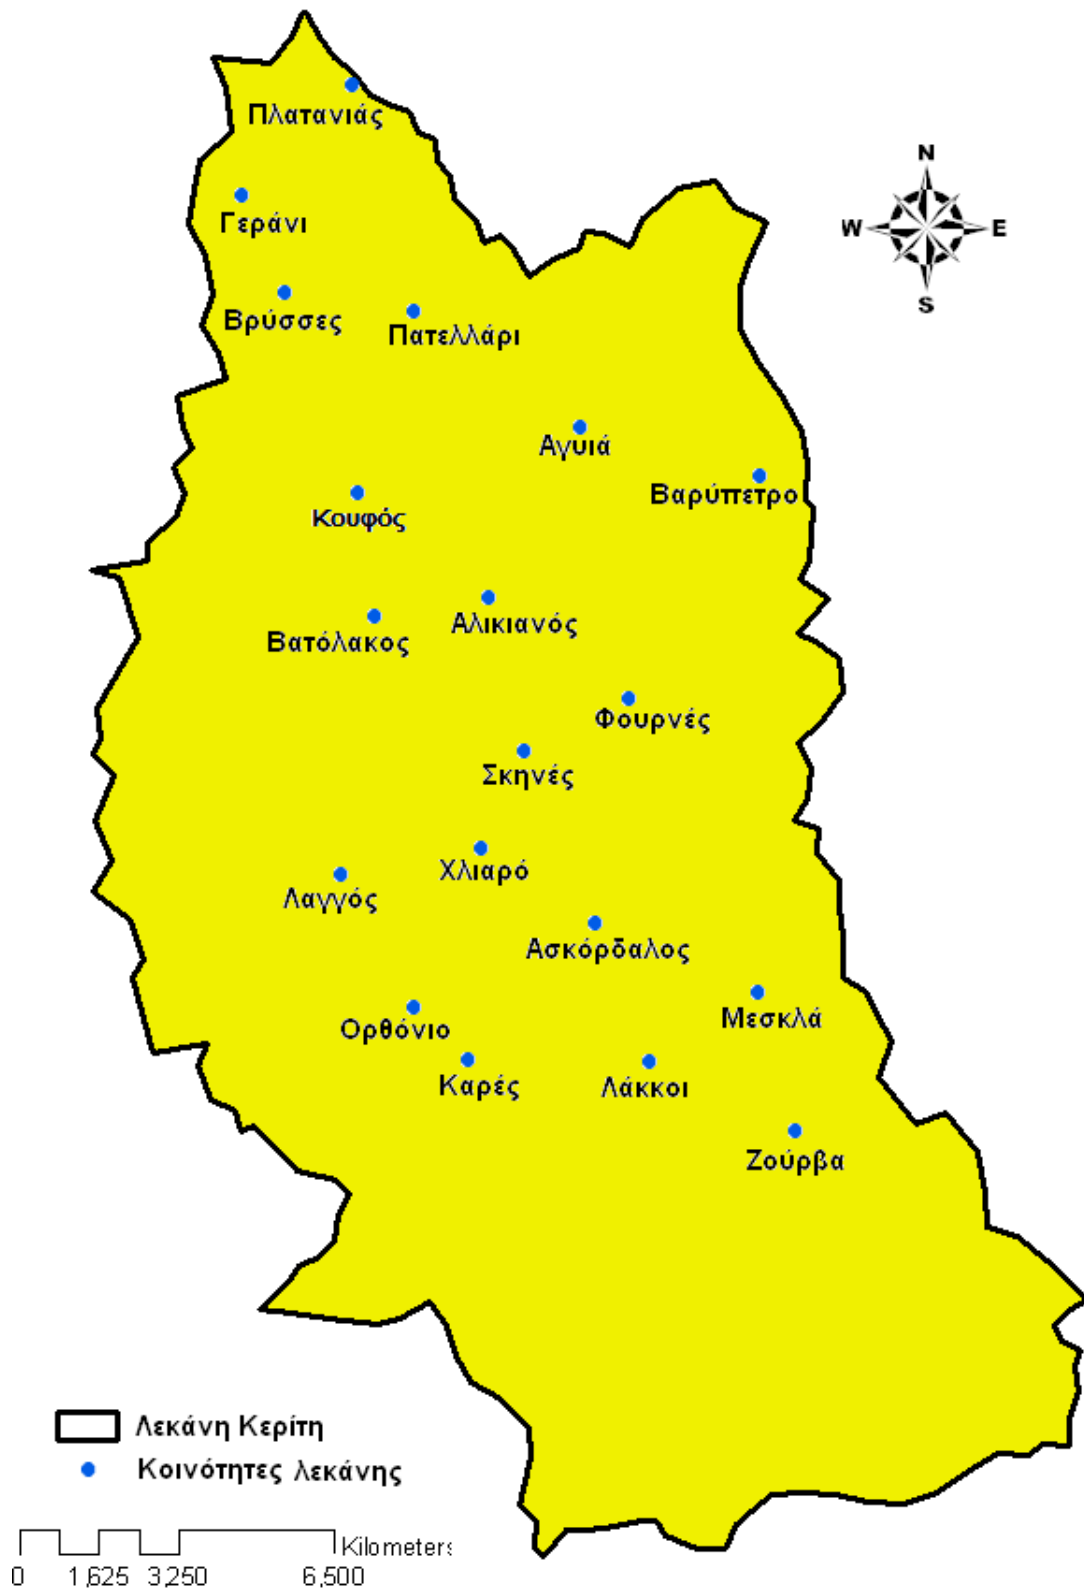 Πλατανιάς
N
Γεράνι
W E
S
Βρύσσες
Πατελλάρι
Αγυιά
Βαρύπετρο
Κουφός
Αλικιανός
Βατόλακος
Φουρνές
Σκηνές
Χλιαρό
Λαγγός
Ασκόρδαλος
Μεσκλά
Ορθόνιο
Καρές
Λάκκοι
Ζούρβα
Λεκάνη Κερίτη
Κοινότητες λεκάνης
Kilometers
0 1,625 3,250 6,500